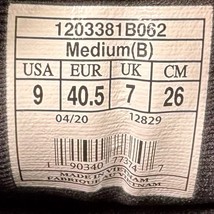 1203381B062
Medium(B)
USA EUR UK CM
9 40.5 7 26
04/20 12829
MADE IN VIETNAM
FABRIQUÉ AU VIETNAM